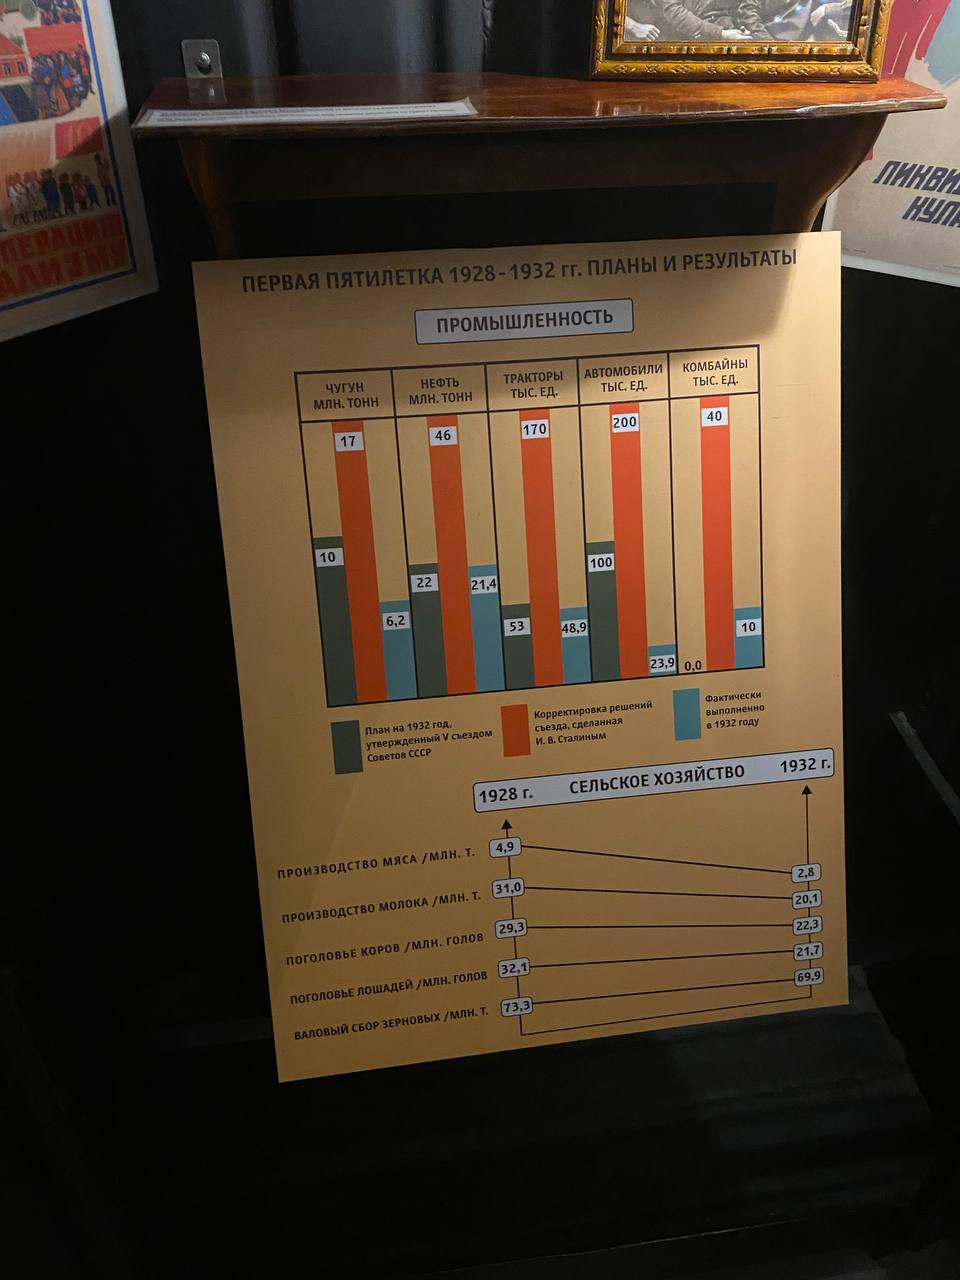 ПЕРАЦИ
ЛИКВИ
КУЛ
ПЕРВАЯ ПЯТИЛЕТКА 1928-1932 гг. ПЛАНЫ И РЕЗУЛЬТАТЫ
ПРОМЫШЛЕННОСТЬ
ЧУГУН
МЛН. ТОНН
НЕФТЬ
МЛН. ТОНН
ТРАКТОРЫ
ТЫС. ЕД.
АВТОМОБИЛИ
ТЫС. ЕД.
КОМБАЙНЫ
ТЫС. ЕД.
10
17
6,2
22
46
21,4
53
170
48,9
100
200
23,9
0,0
40
10
План на 1932 год,
утвержденный V съездом
Советов СССР
Корректировка решений
съезда, сделанная
И. В. Сталиным
Фактически
выполненно
в 1932 году
1928 г. СЕЛЬСКОЕ ХОЗЯЙСТВО 1932 г.
ПРОИЗВОДСТВО МЯСА /МЛН. Т. 4,9 2,8
ПРОИЗВОДСТВО МОЛОКА /МЛН. Т. 31,0 20,1
ПОГОЛОВЬЕ КОРОВ /МЛН. ГОЛОВ 29,3 22,3
ПОГОЛОВЬЕ ЛОШАДЕЙ /МЛН. ГОЛОВ 32,1 21,7
ВАЛОВЫЙ СБОР ЗЕРНОВЫХ /МЛН. Т. 73,3 69,9